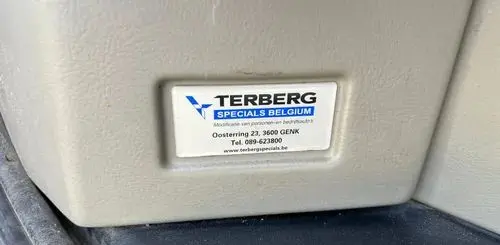 TERBERG
SPECIALS BELGIUM
Modificatie van personen- en bedrijfsauto's
Oosterring 23, 3600 GENK
Tel. 089-623800
www.terbergspecials.be